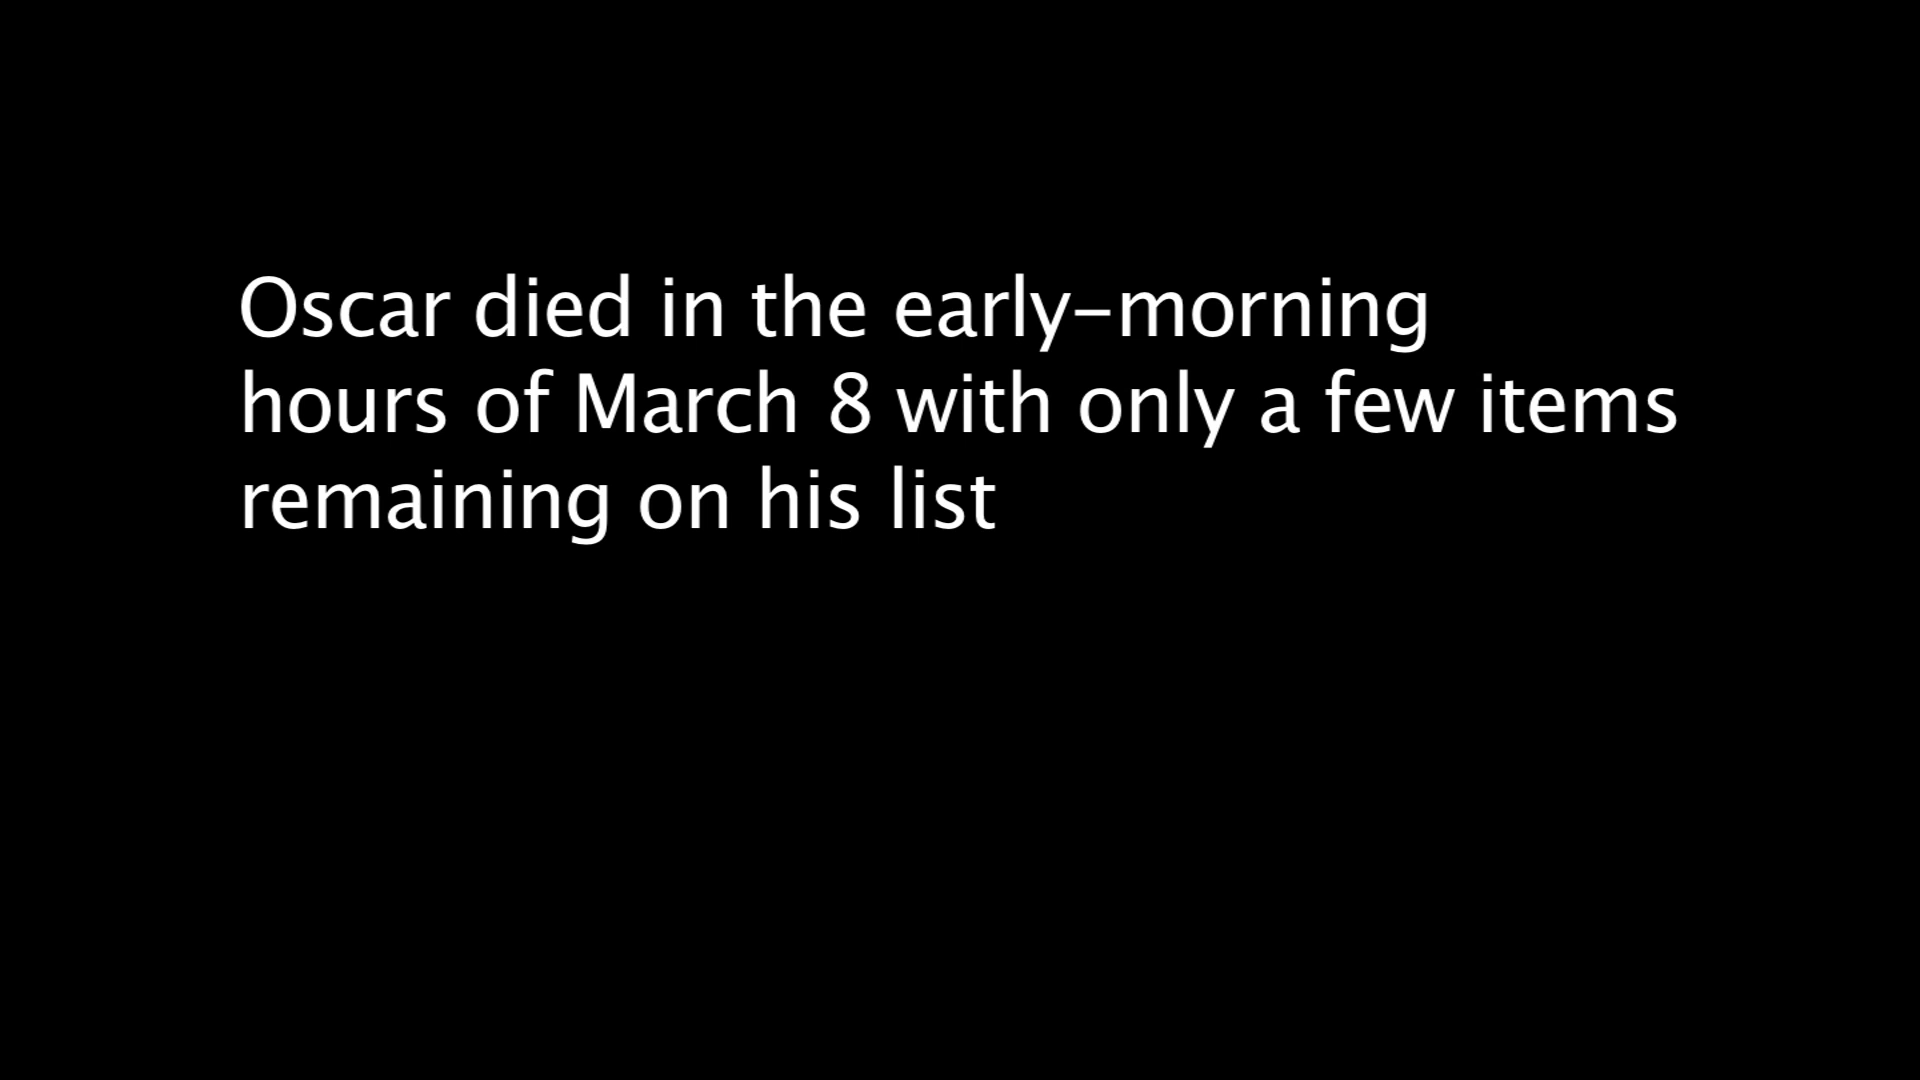 Oscar died in the early-morning
hours of March 8 with only a few items
remaining on his list